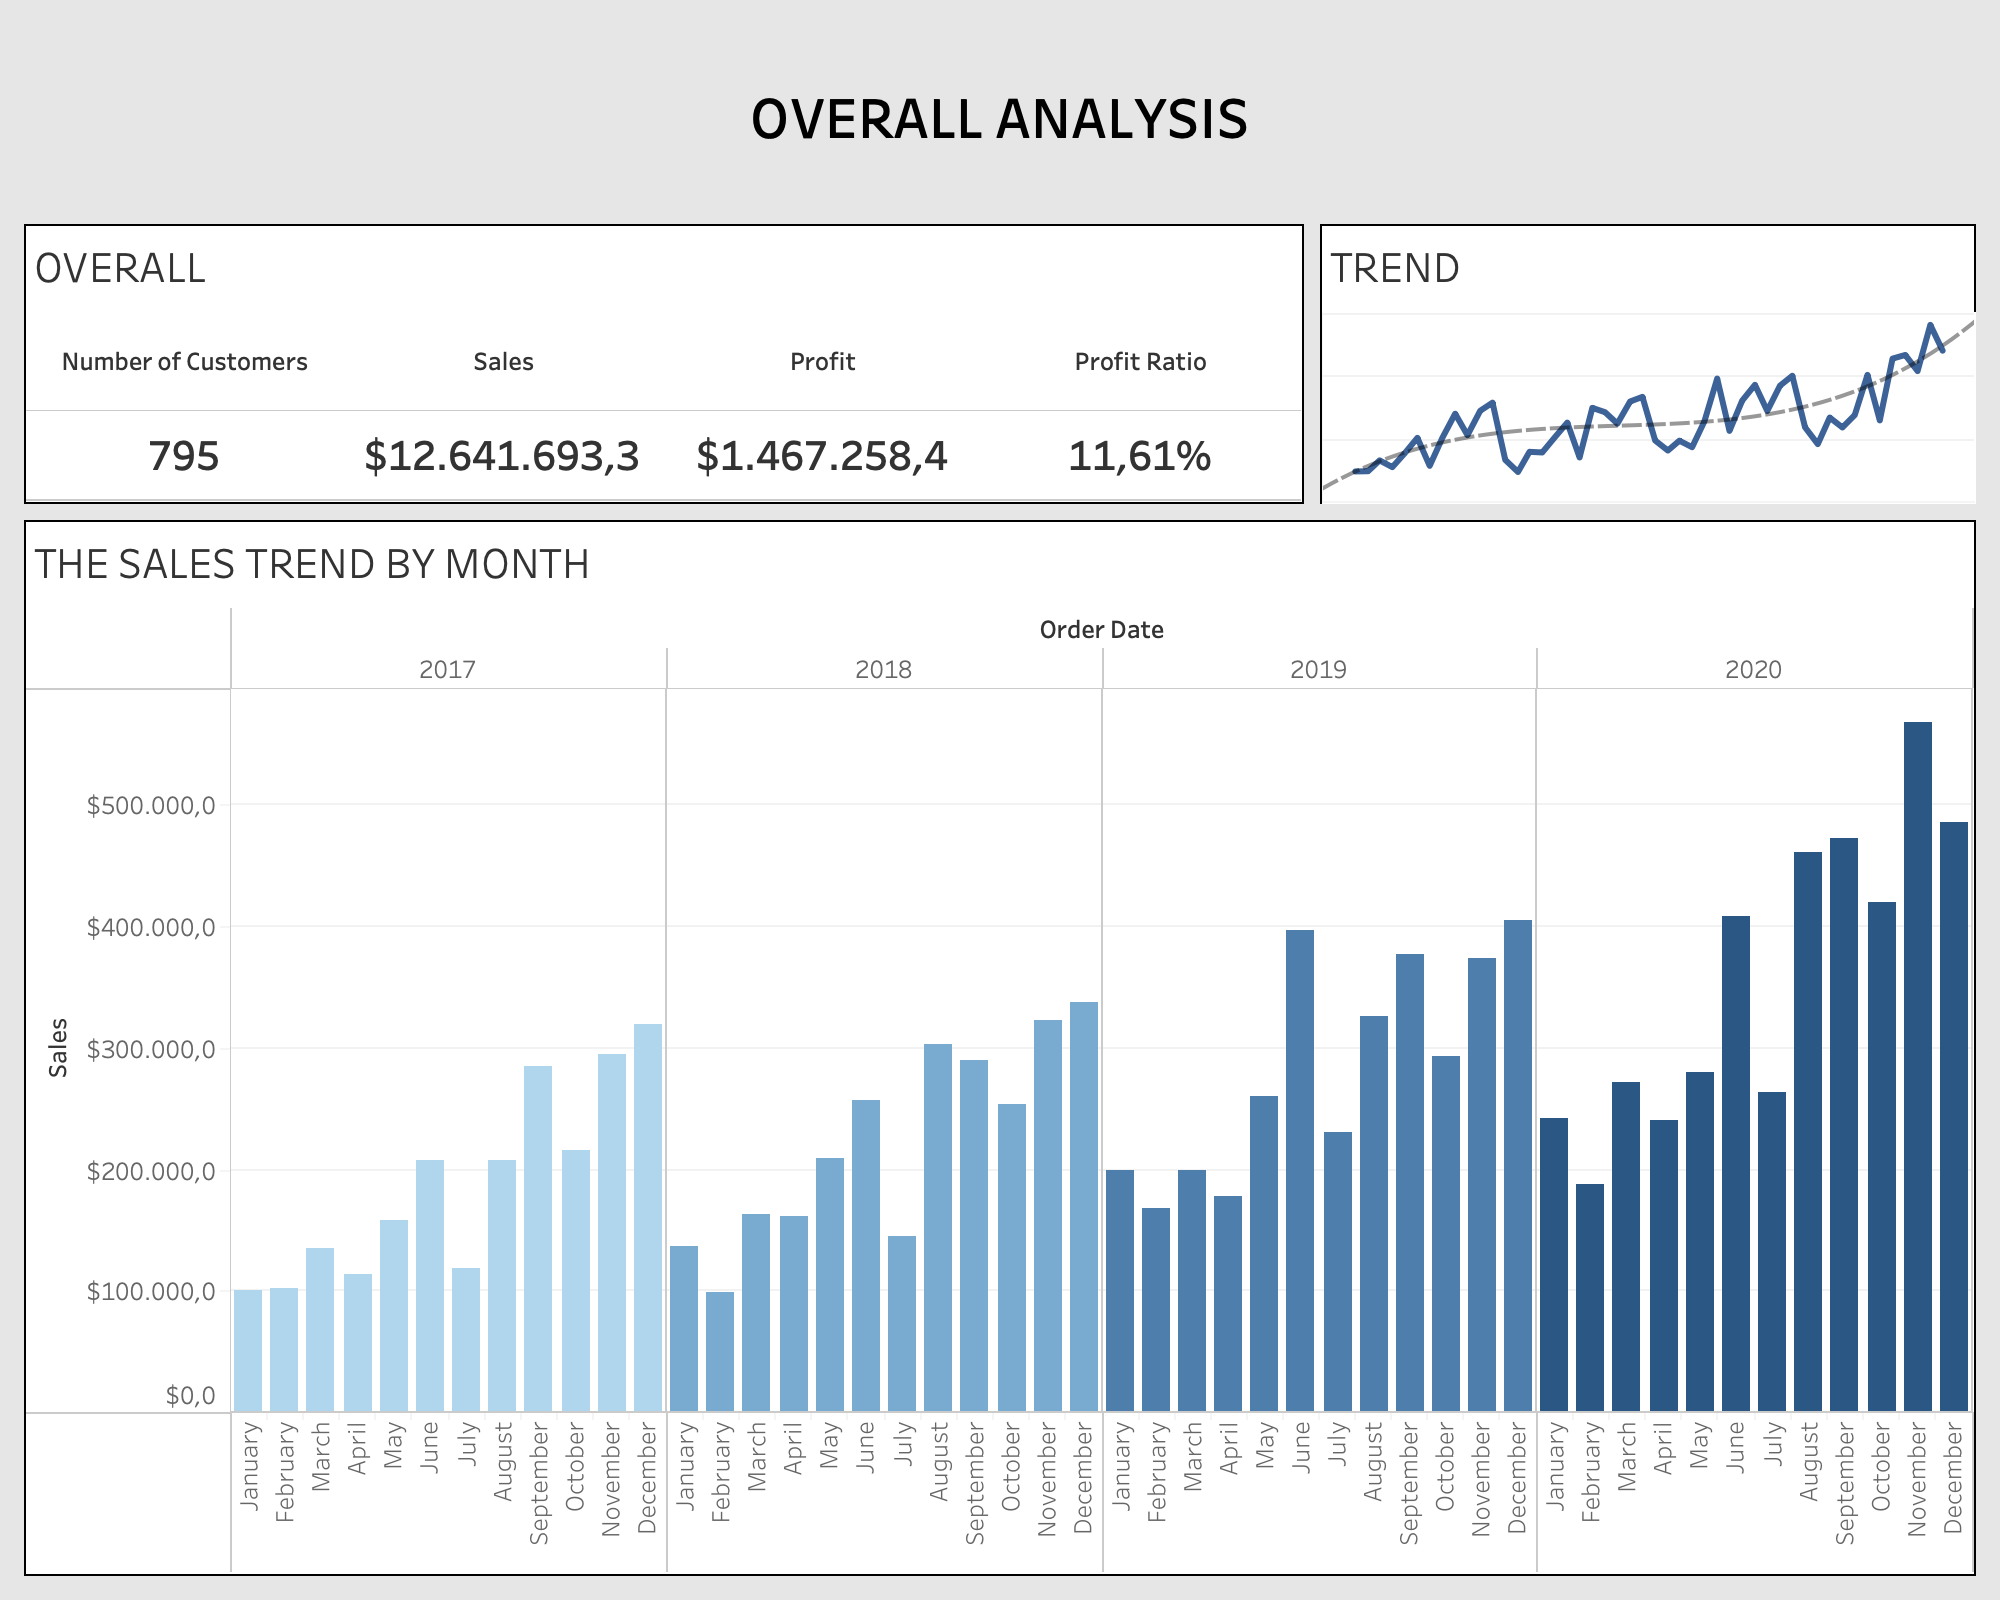 OVERALL ANALYSIS
OVERALL
Number of Customers Sales Profit Profit Ratio
795 $12.641.693,3 $1.467.258,4 11,61%
TREND
THE SALES TREND BY MONTH
Order Date
2017 2018 2019 2020
Sales
$500.000,0
$400.000,0
$300.000,0
$200.000,0
$100.000,0
$0,0
January
February
March
April
May
June
July
August
September
October
November
December
January
February
March
April
May
June
July
August
September
October
November
December
January
February
March
April
May
June
July
August
September
October
November
December
January
February
March
April
May
June
July
August
September
October
November
December